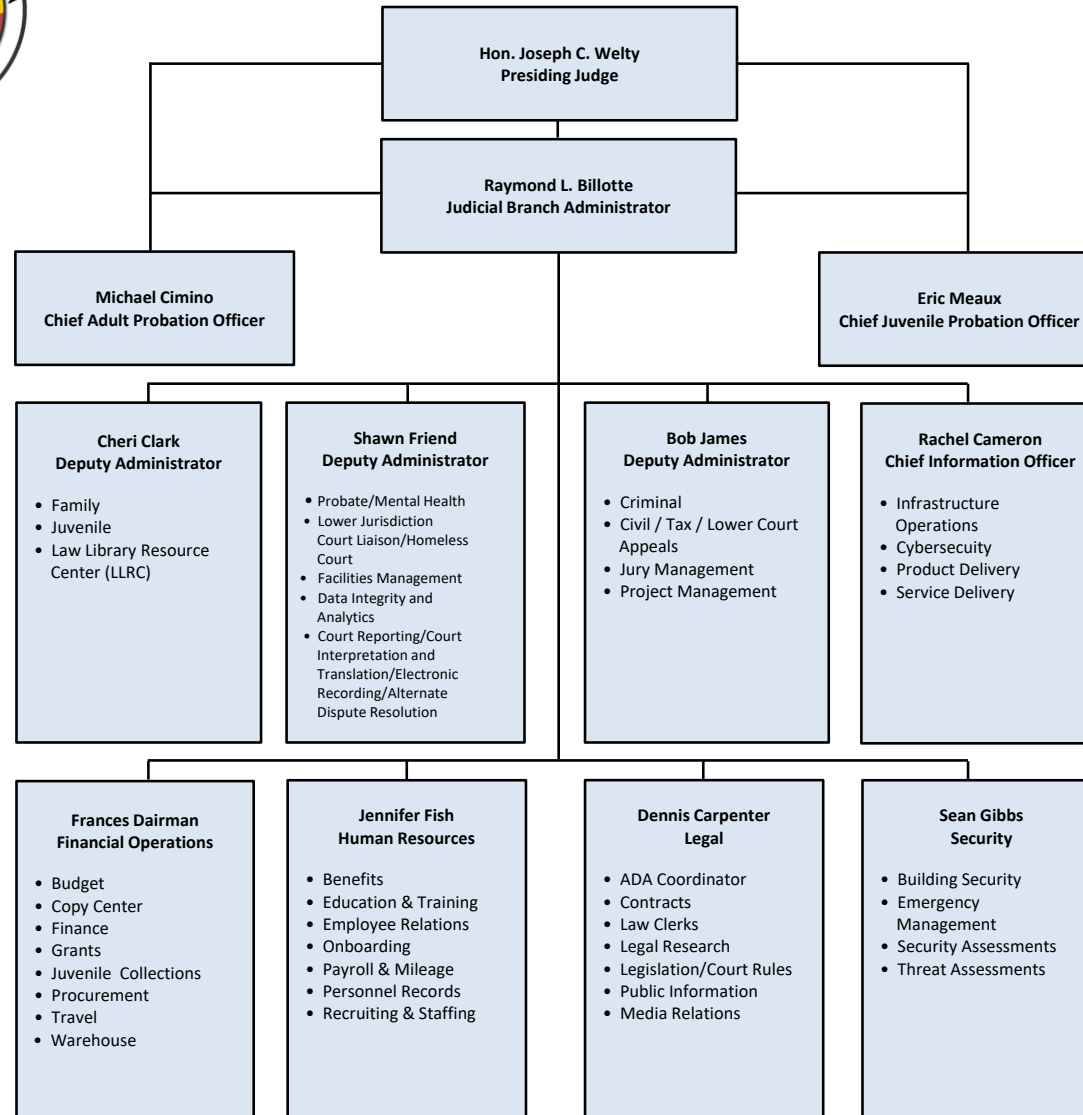 Hon. Joseph C. Welty
Presiding Judge
Raymond L. Billotte
Judicial Branch Administrator
Michael Cimino
Chief Adult Probation Officer
Eric Meaux
Chief Juvenile Probation Officer
Cheri Clark
Deputy Administrator
• Family
• Juvenile
• Law Library Resource
Center (LLRC)
Shawn Friend
Deputy Administrator
• Probate/Mental Health
• Lower Jurisdiction
Court Liaison/Homeless
Court
• Facilities Management
• Data Integrity and
Analytics
• Court Reporting/Court
Interpretation and
Translation/Electronic
Recording/Alternate
Dispute Resolution
Bob James
Deputy Administrator
• Criminal
• Civil / Tax / Lower Court
Appeals
• Jury Management
• Project Management
Rachel Cameron
Chief Information Officer
• Infrastructure
Operations
• Cybersecuity
• Product Delivery
• Service Delivery
Frances Dairman
Financial Operations
• Budget
• Copy Center
• Finance
• Grants
• Juvenile Collections
• Procurement
• Travel
• Warehouse
Jennifer Fish
Human Resources
• Benefits
• Education & Training
• Employee Relations
• Onboarding
• Payroll & Mileage
• Personnel Records
• Recruiting & Staffing
Dennis Carpenter
Legal
• ADA Coordinator
• Contracts
• Law Clerks
• Legal Research
• Legislation/Court Rules
• Public Information
• Media Relations
Sean Gibbs
Security
• Building Security
• Emergency
Management
• Security Assessments
• Threat Assessments